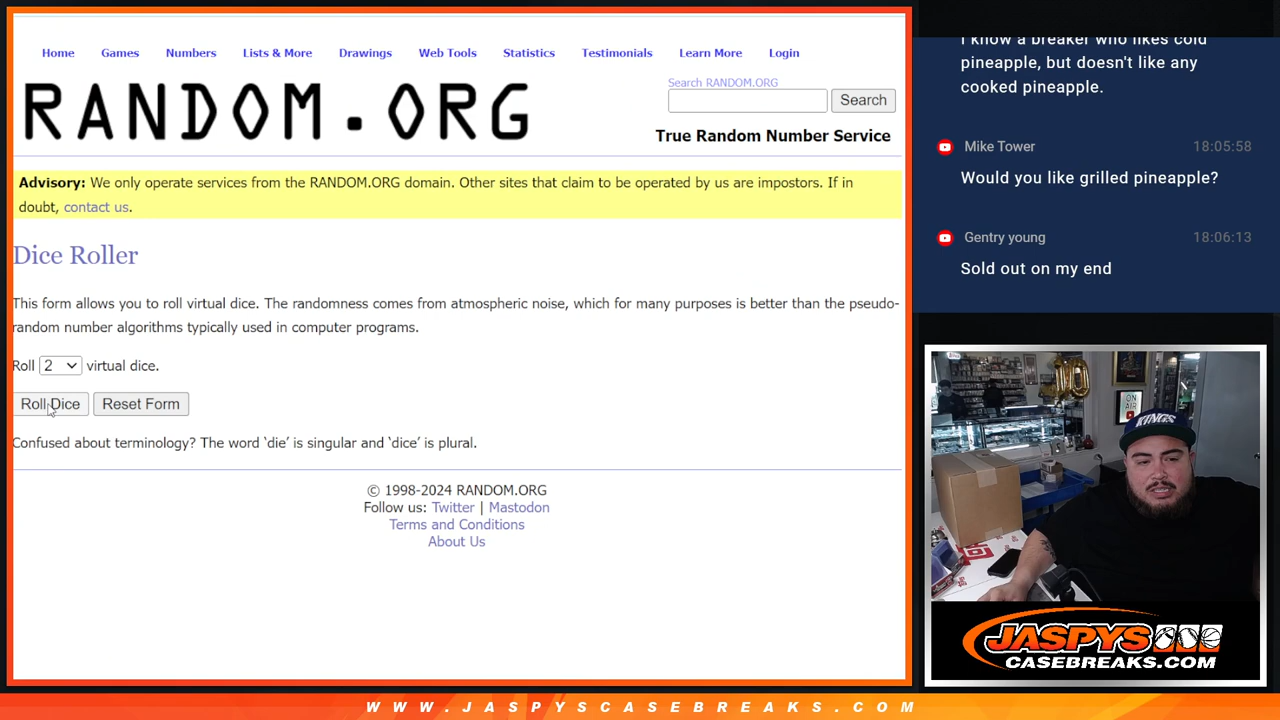 Home Games Numbers Lists & More Drawings Web Tools Statistics Testimonials Learn More Login
RANDOM.ORG
Search RANDOM.ORG
Search
True Random Number Service
Advisory: We only operate services from the RANDOM.ORG domain. Other sites that claim to be operated by us are impostors. If in
doubt, contact us.
Dice Roller
This form allows you to roll virtual dice. The randomness comes from atmospheric noise, which for many purposes is better than the pseudo-
random number algorithms typically used in computer programs.
Roll 2 virtual dice.
Roll Dice Reset Form
Confused about terminology? The word ‘die’ is singular and ‘dice’ is plural.
© 1998-2024 RANDOM.ORG
Follow us: Twitter | Mastodon
Terms and Conditions
About Us
I know a breaker who likes cold
pineapple, but doesn't like any
cooked pineapple.
Mike Tower 18:05:58
Would you like grilled pineapple?
Gentry young 18:06:13
Sold out on my end
10
ON
AIR
KINGS
JASPYS
CASEBREAKS.COM
WWW.JASPYSCASEBREAKS.COM